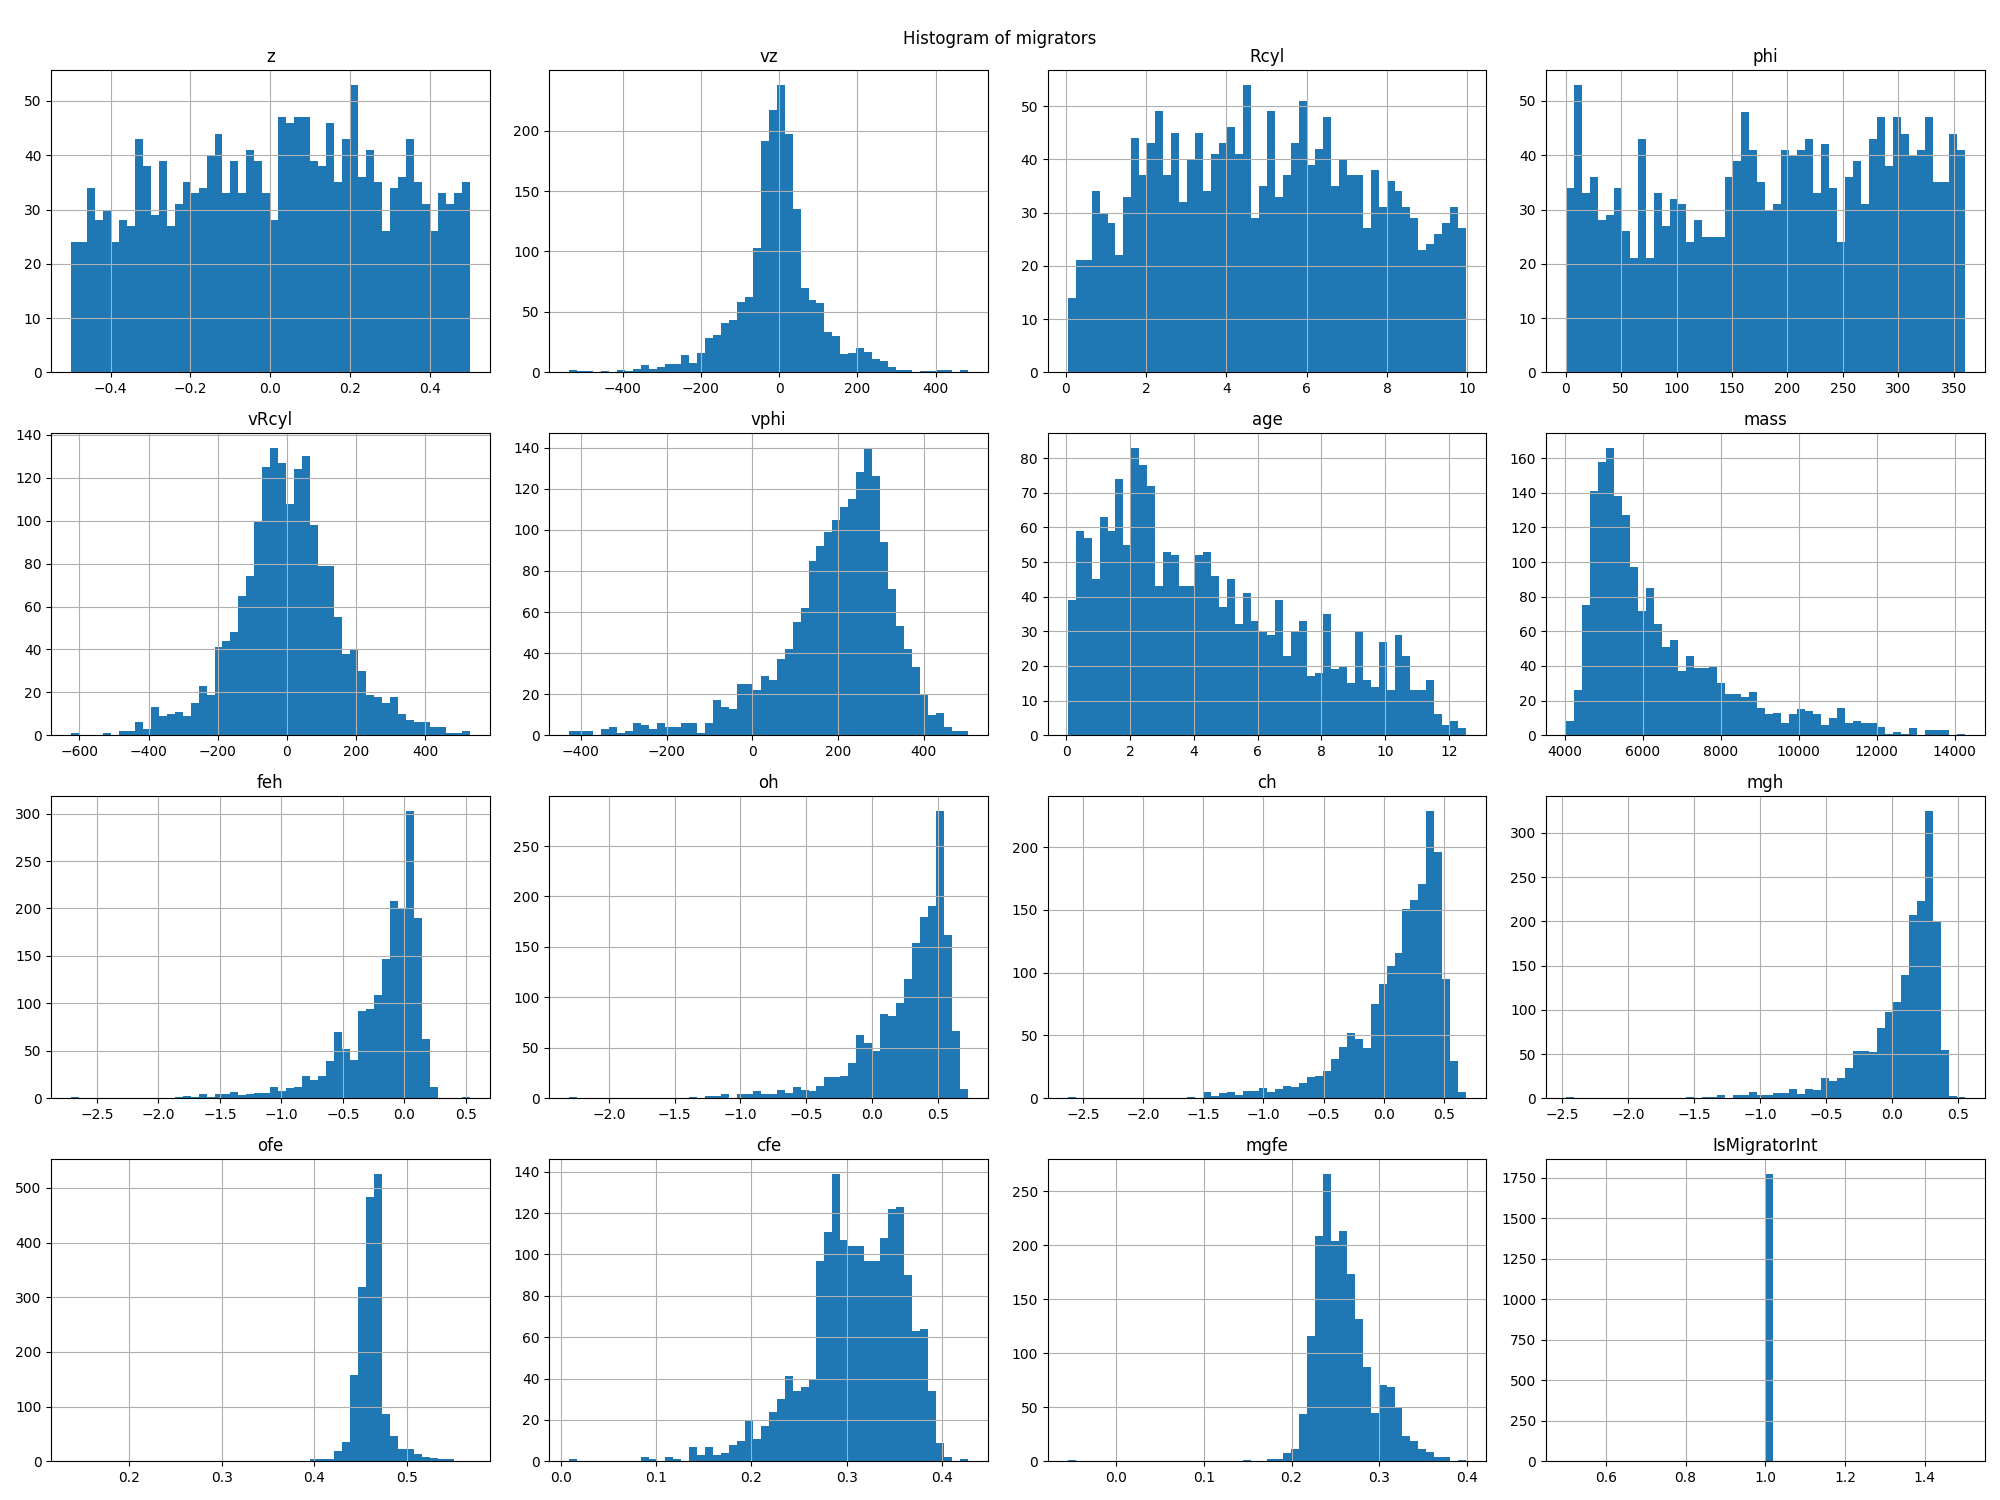 Histogram of migrators
z vz Rcyl phi
50 40 30 20 10 0
−0.4 −0.2 0.0 0.2 0.4
200 150 100 50 0
−400 −200 0 200 400
50 40 30 20 10 0
0 2 4 6 8 10
50 40 30 20 10 0
0 50 100 150 200 250 300 350
vRcyl vphi age mass
140 120 100 80 60 40 20 0
−600 −400 −200 0 200 400
140 120 100 80 60 40 20 0
−400 −200 0 200 400
80 70 60 50 40 30 20 10 0
0 2 4 6 8 10 12
160 140 120 100 80 60 40 20 0
4000 6000 8000 10000 12000 14000
feh oh ch mgh
300 250 200 150 100 50 0
−2.5 −2.0 −1.5 −1.0 −0.5 0.0 0.5
250 200 150 100 50 0
−2.0 −1.5 −1.0 −0.5 0.0 0.5
200 150 100 50 0
−2.5 −2.0 −1.5 −1.0 −0.5 0.0 0.5
300 250 200 150 100 50 0
−2.5 −2.0 −1.5 −1.0 −0.5 0.0 0.5
ofe cfe mgfe IsMigratorInt
500 400 300 200 100 0
0.2 0.3 0.4 0.5
140 120 100 80 60 40 20 0
0.0 0.1 0.2 0.3 0.4
250 200 150 100 50 0
0.0 0.1 0.2 0.3 0.4
1750 1500 1250 1000 750 500 250 0
0.6 0.8 1.0 1.2 1.4